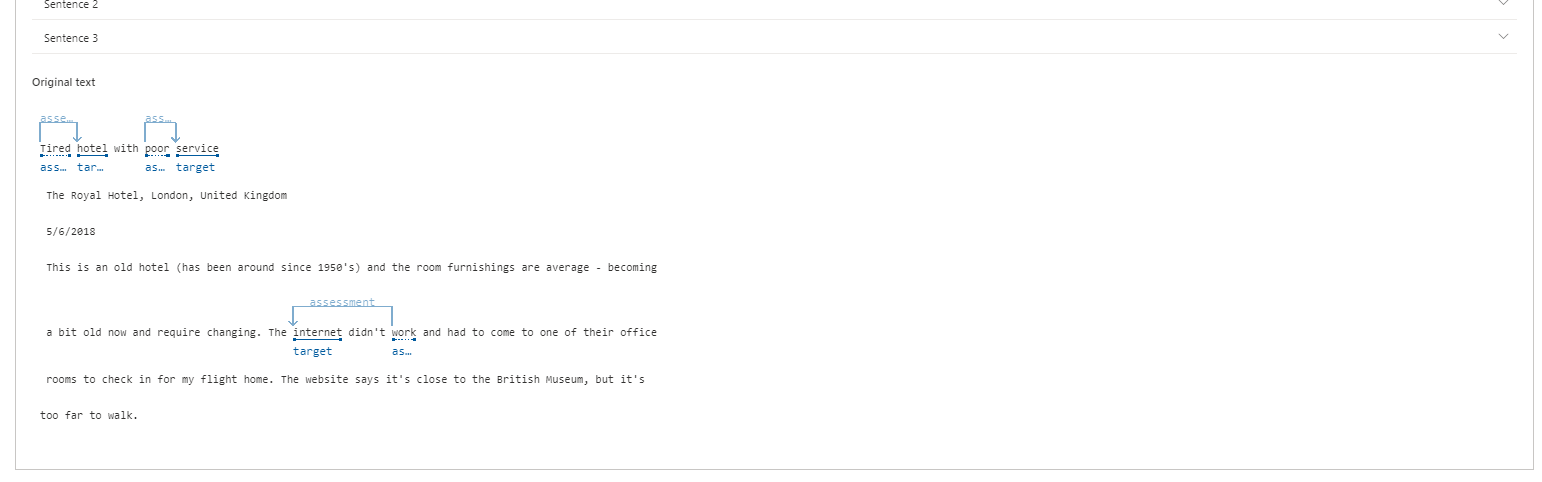 Sentence 2
Sentence 3
Original text
asse… ass…
Tired hotel with poor service
ass… tar… as… target
The Royal Hotel, London, United Kingdom
5/6/2018
This is an old hotel (has been around since 1950's) and the room furnishings are average - becoming
assessment
a bit old now and require changing. The internet didn't work and had to come to one of their office
target as…
rooms to check in for my flight home. The website says it's close to the British Museum, but it's
too far to walk.